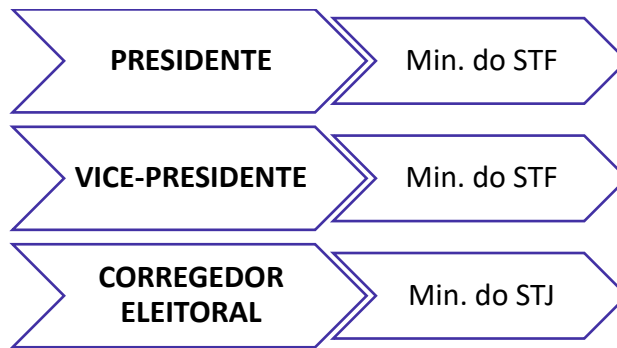 PRESIDENTE Min. do STF
VICE-PRESIDENTE Min. do STF
CORREGEDOR
ELEITORAL
Min. do STJ